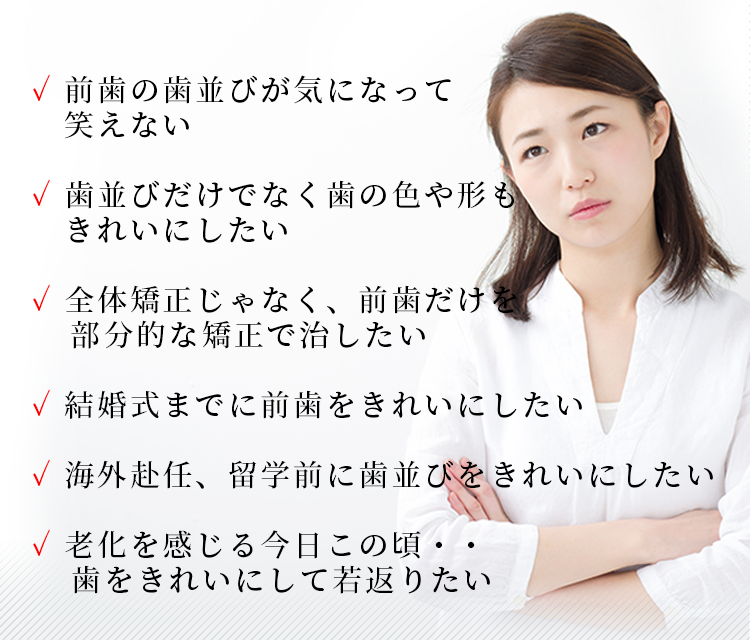 ✓ 前歯の歯並びが気になって
笑えない
✓ 歯並びだけでなく歯の色や形も
きれいにしたい
✓ 全体矯正じゃなく、前歯だけを
部分的な矯正で治したい
✓ 結婚式までに前歯をきれいにしたい
✓ 海外赴任、留学前に歯並びをきれいにしたい
✓ 老化を感じる今日この頃・・
歯をきれいにして若返りたい